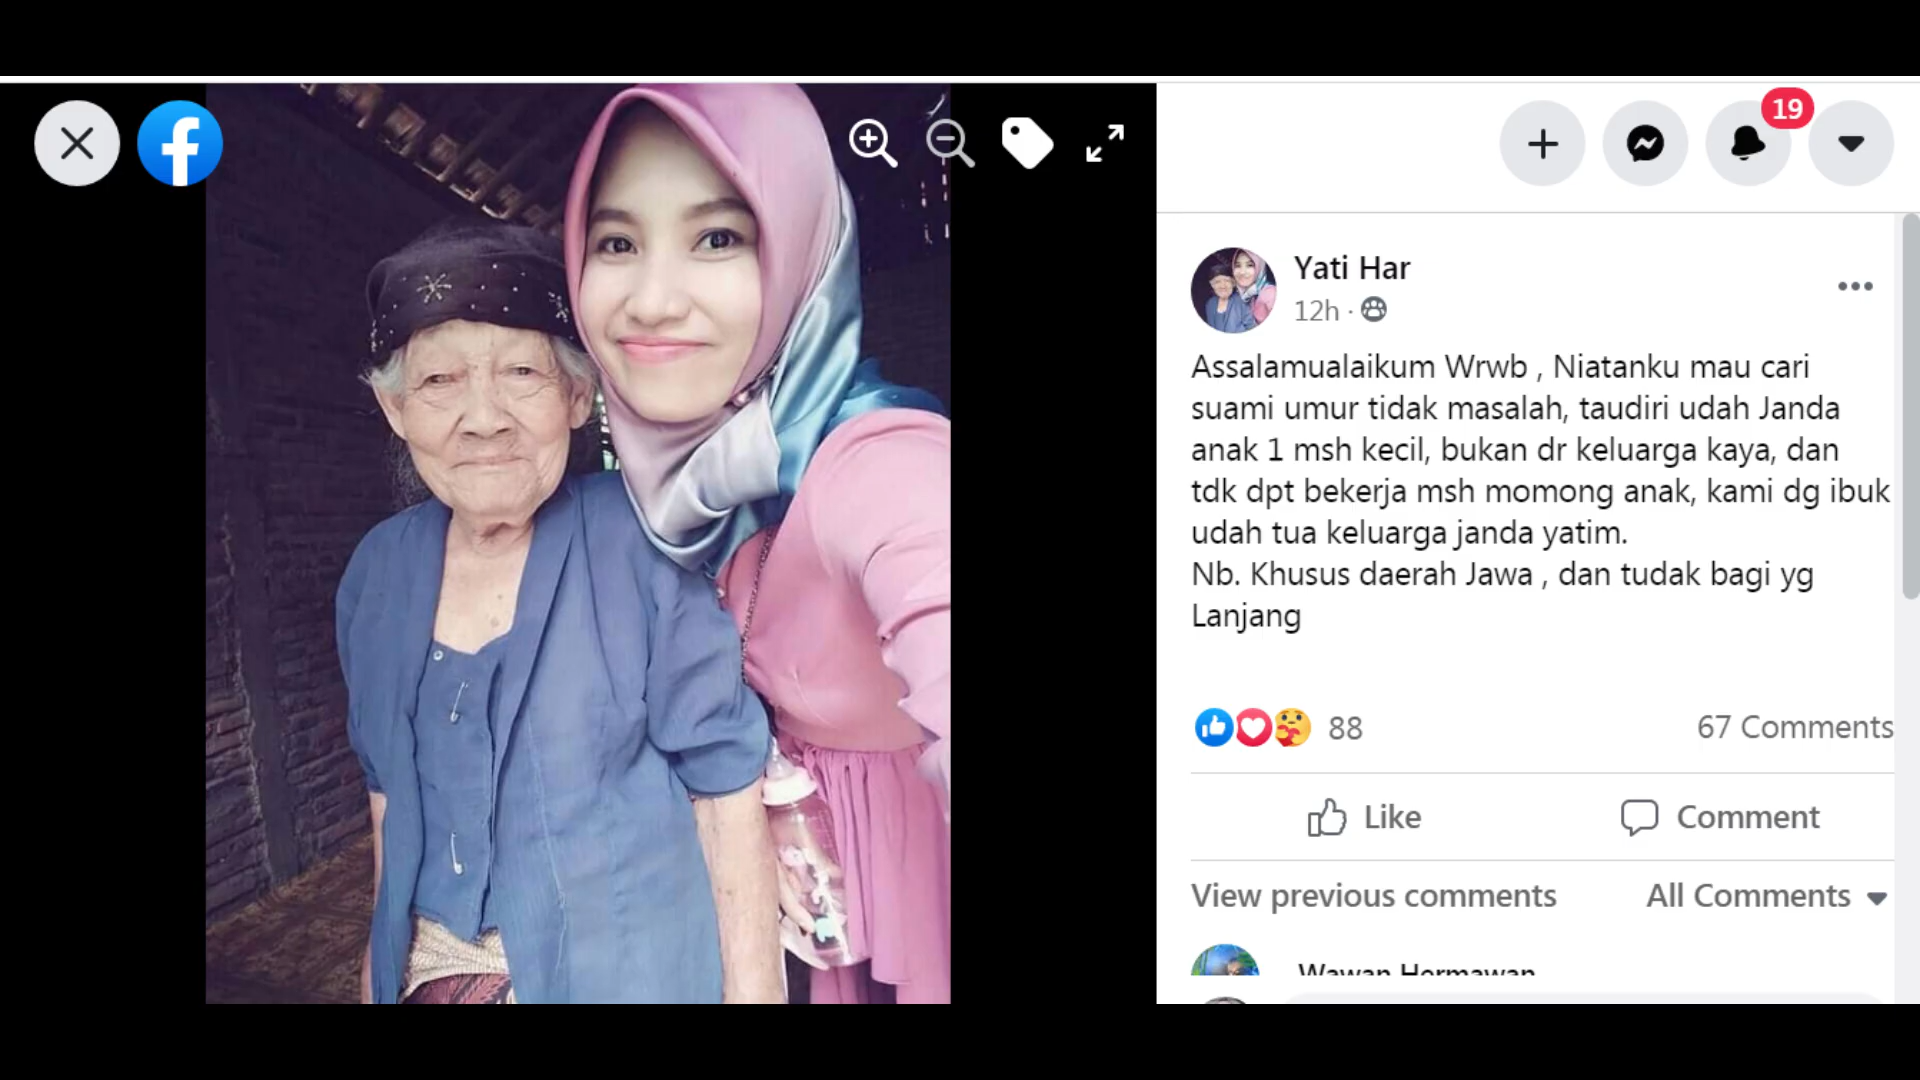 19
Yati Har
12h ·
Assalamualaikum Wrwb , Niatanku mau cari
suami umur tidak masalah, taudiri udah Janda
anak 1 msh kecil, bukan dr keluarga kaya, dan
tdk dpt bekerja msh momong anak, kami dg ibuk
udah tua keluarga janda yatim.
Nb. Khusus daerah Jawa , dan tudak bagi yg
Lanjang
88 67 Comments
Like Comment
View previous comments All Comments
Wawan Hermawan